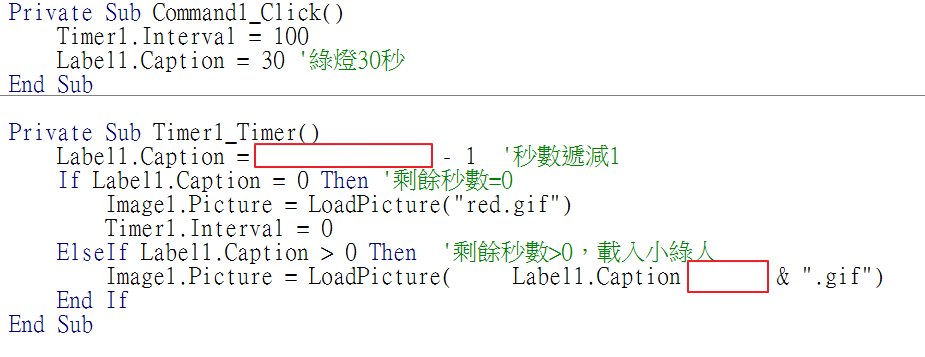 Private Sub Command1_Click()
Timer1.Interval = 100
Label1.Caption = 30 '綠燈30秒
End Sub
Private Sub Timer1_Timer()
Label1.Caption = - 1 '秒數遞減1
If Label1.Caption = 0 Then '剩餘秒數=0
Image1.Picture = LoadPicture("red.gif")
Timer1.Interval = 0
ElseIf Label1.Caption > 0 Then '剩餘秒數>0，載入小綠人
Image1.Picture = LoadPicture( Label1.Caption & ".gif")
End If
End Sub